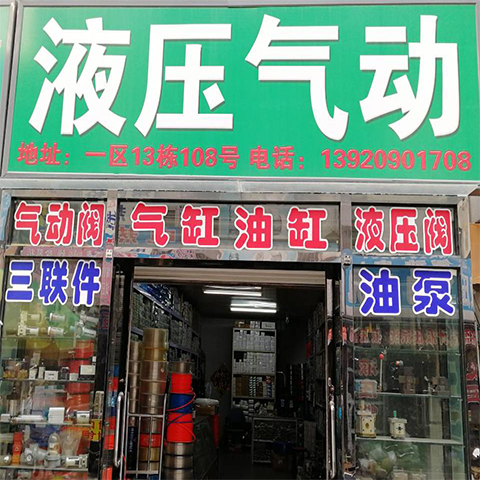 液压气动
地址：一区13栋108号 电话：13920901708
气动阀 气缸油缸 液压阀
三联件 油泵